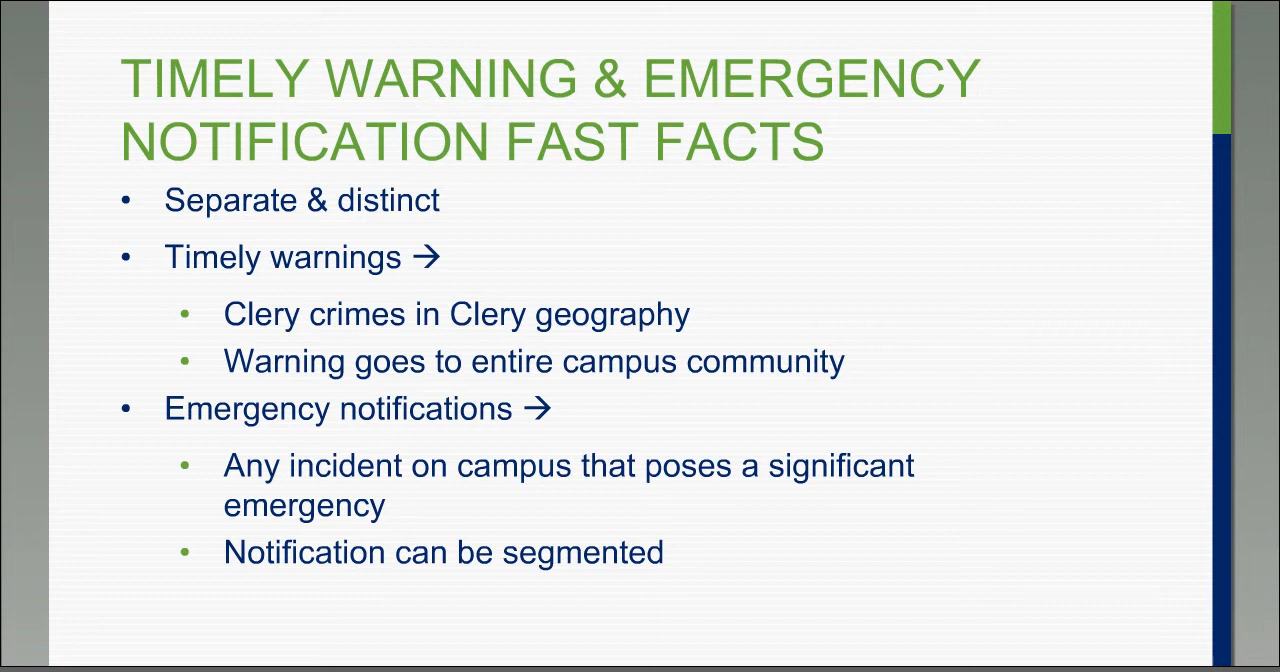 TIMELY WARNING & EMERGENCY
NOTIFICATION FAST FACTS
• Separate & distinct
• Timely warnings →
• Clery crimes in Clery geography
• Warning goes to entire campus community
• Emergency notifications →
• Any incident on campus that poses a significant
emergency
• Notification can be segmented